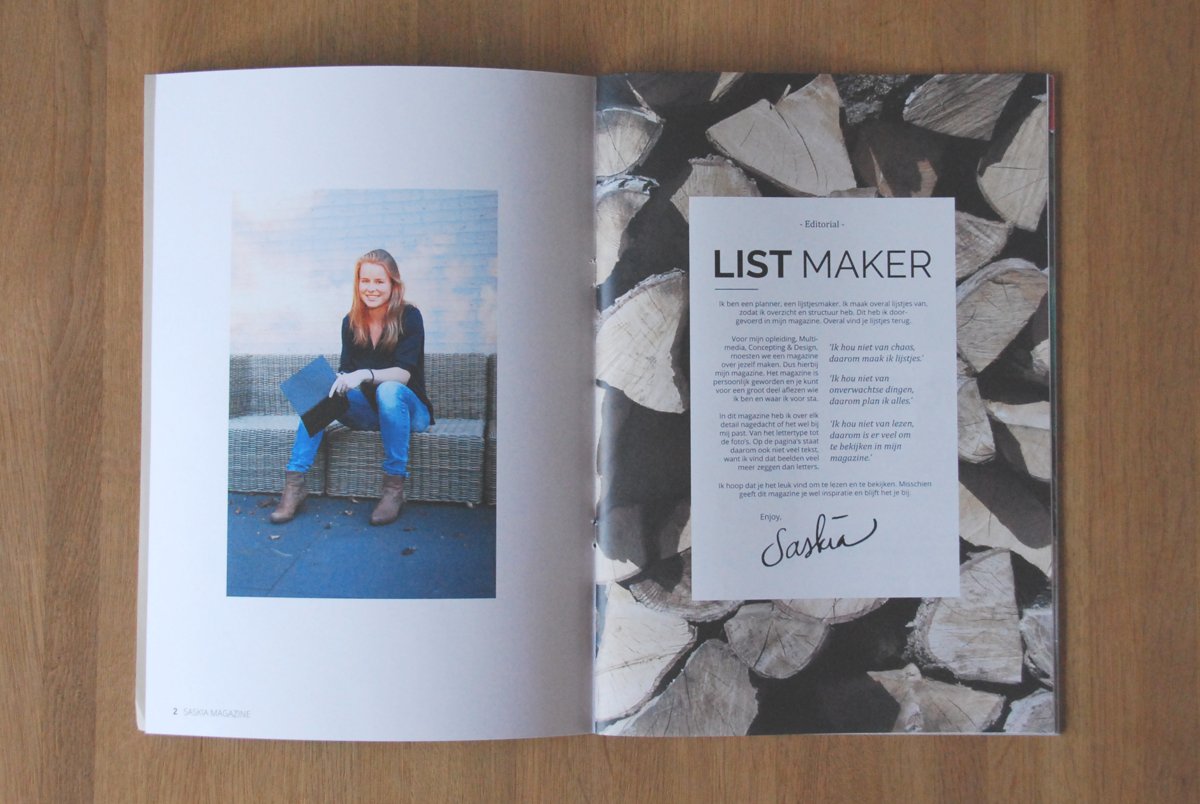 2 SASKIA MAGAZINE
- Editorial -
LIST MAKER
Ik ben een planner, een lijstjesmaker. Ik maak overal lijstjes van,
zodat ik overzicht en structuur heb. Dit heb ik door-
gevoerd in mijn magazine. Overal vind je lijstjes terug.
Voor mijn opleiding, Multi-
media, Concepting & Design,
moesten we een magazine
over jezelf maken. Dus hierbij
mijn magazine. Het magazine is
persoonlijk geworden en je kunt
voor een groot deel aflezen wie
ik ben en waar ik voor sta.
In dit magazine heb ik over elk
detail nagedacht of het wel bij
mij past. Van het lettertype tot
de foto's. Op de pagina's staat
daarom ook niet veel tekst,
want ik vind dat beelden veel
meer zeggen dan letters.
'Ik hou niet van chaos,
daarom maak ik lijstjes.'
'Ik hou niet van
onverwachtse dingen,
daarom plan ik alles.'
'Ik hou niet van lezen,
daarom is er veel om
te bekijken in mijn
magazine.'
Ik hoop dat je het leuk vind om te lezen en te bekijken. Misschien
geeft dit magazine je wel inspiratie en blijft het je bij.
Enjoy,
Saskia